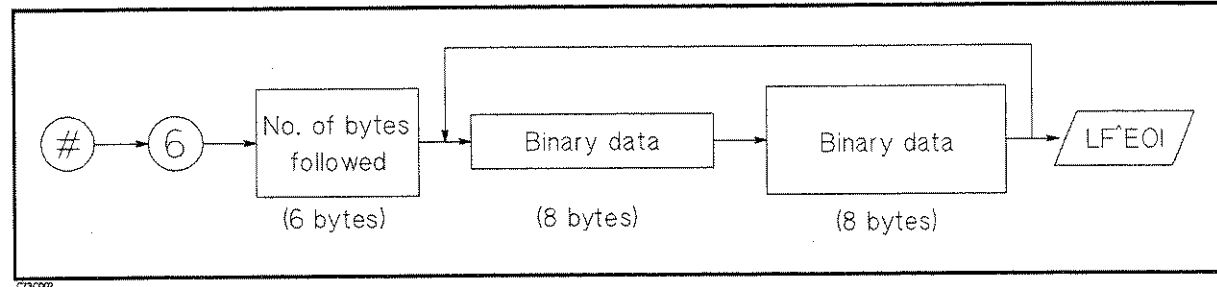 #
6
No. of bytes
followed
Binary data
Binary data
LF^EOI
(6 bytes)
(8 bytes)
(8 bytes)